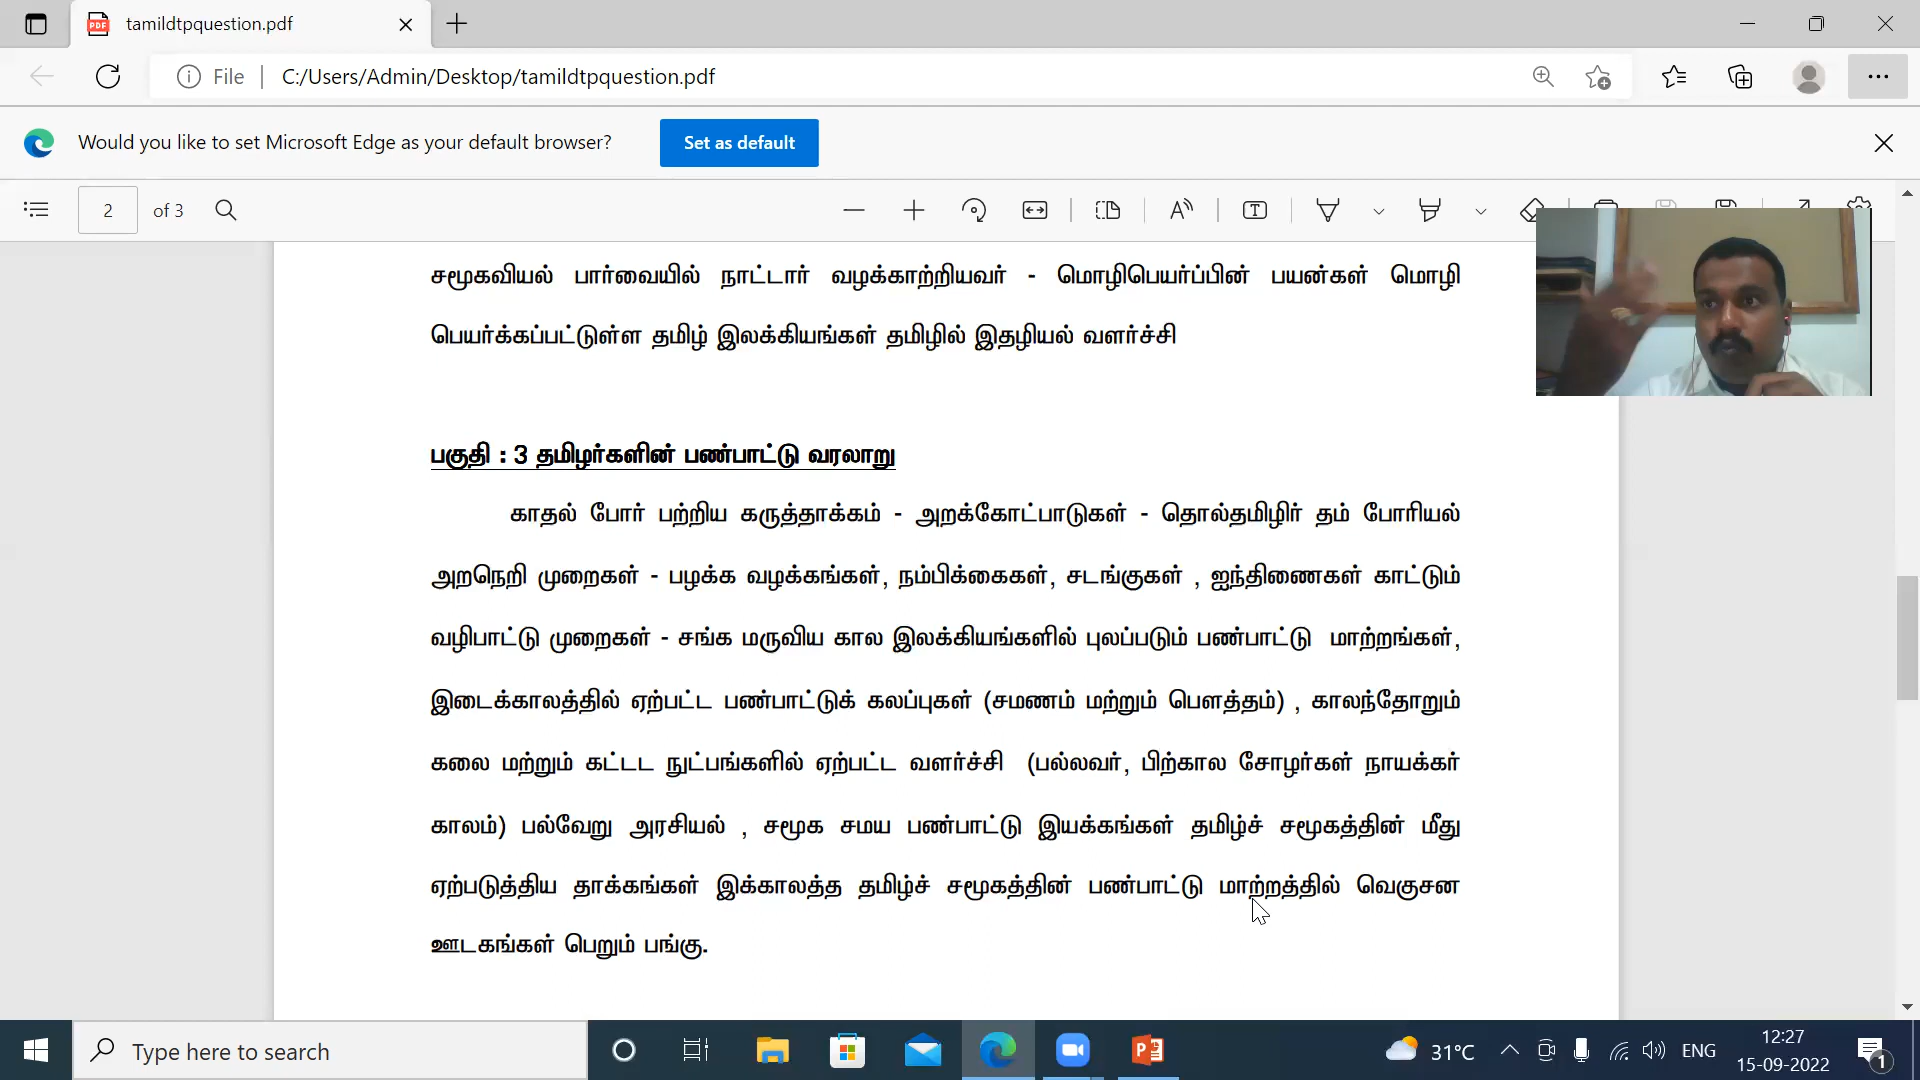 tamildtpquestion.pdf
File
C:/Users/Admin/Desktop/tamildtpquestion.pdf
Would you like to set Microsoft Edge as your default browser?
Set as default
2 of 3
சமூகவியல் பார்வையில் நாட்டார் வழக்காற்றியவர் - மொழிபெயர்ப்பின் பயன்கள் மொழி
பெயர்க்கப்பட்டுள்ள தமிழ் இலக்கியங்கள் தமிழில் இதழியல் வளர்ச்சி
பகுதி : 3 தமிழர்களின் பண்பாட்டு வரலாறு
காதல் போர் பற்றிய கருத்தாக்கம் - அறக்கோட்பாடுகள் - தொல்தமிழிர் தம் போரியல்
அறநெறி முறைகள் - பழக்க வழக்கங்கள், நம்பிக்கைகள், சடங்குகள் , ஐந்திணைகள் காட்டும்
வழிபாட்டு முறைகள் - சங்க மருவிய கால இலக்கியங்களில் புலப்படும் பண்பாட்டு மாற்றங்கள்,
இடைக்காலத்தில் ஏற்பட்ட பண்பாட்டுக் கலப்புகள் (சமணம் மற்றும் பௌத்தம்) , காலந்தோறும்
கலை மற்றும் கட்டட நுட்பங்களில் ஏற்பட்ட வளர்ச்சி (பல்லவர், பிற்கால சோழர்கள் நாயக்கர்
காலம்) பல்வேறு அரசியல் , சமூக சமய பண்பாட்டு இயக்கங்கள் தமிழ்ச் சமூகத்தின் மீது
ஏற்படுத்திய தாக்கங்கள் இக்காலத்த தமிழ்ச் சமூகத்தின் பண்பாட்டு மாற்றத்தில் வெகுசன
ஊடகங்கள் பெறும் பங்கு.
Type here to search
31°C
ENG
12:27
15-09-2022
1